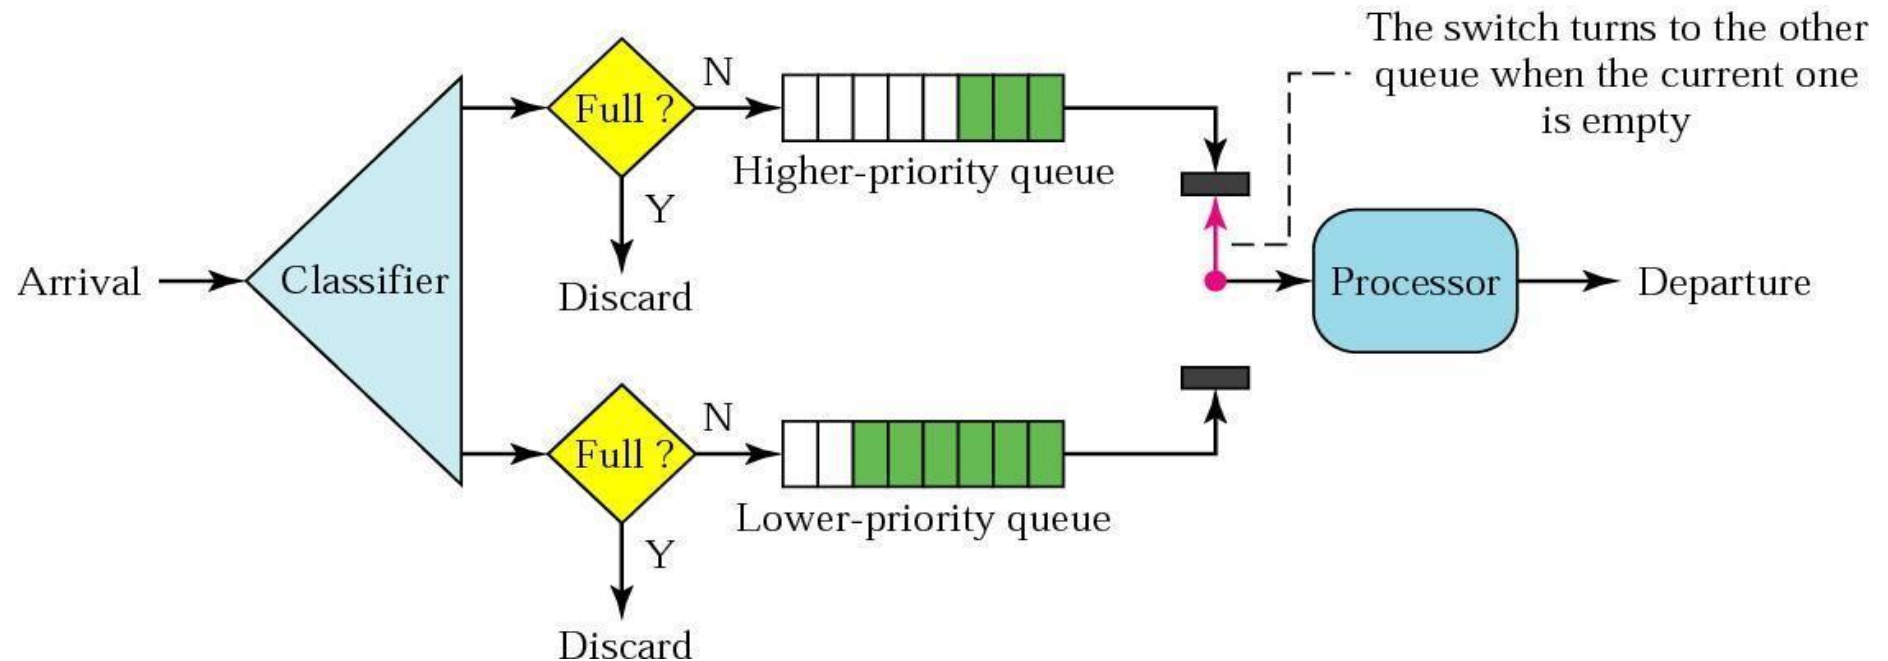 The switch turns to the other
queue when the current one
is empty
N
Full ?
Higher-priority queue
Y
Discard
Arrival
Classifier
Processor
Departure
N
Full ?
Lower-priority queue
Y
Discard